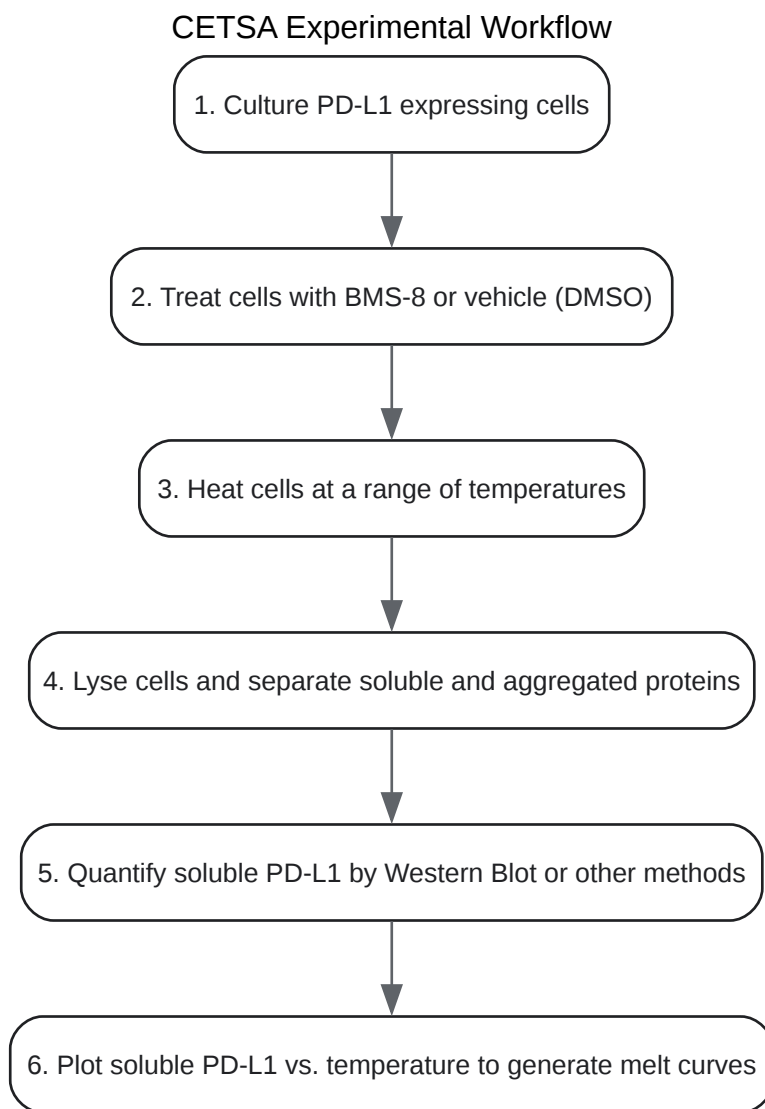 CETSA Experimental Workflow
1. Culture PD-L1 expressing cells
2. Treat cells with BMS-8 or vehicle (DMSO)
3. Heat cells at a range of temperatures
4. Lyse cells and separate soluble and aggregated proteins
5. Quantify soluble PD-L1 by Western Blot or other methods
6. Plot soluble PD-L1 vs. temperature to generate melt curves